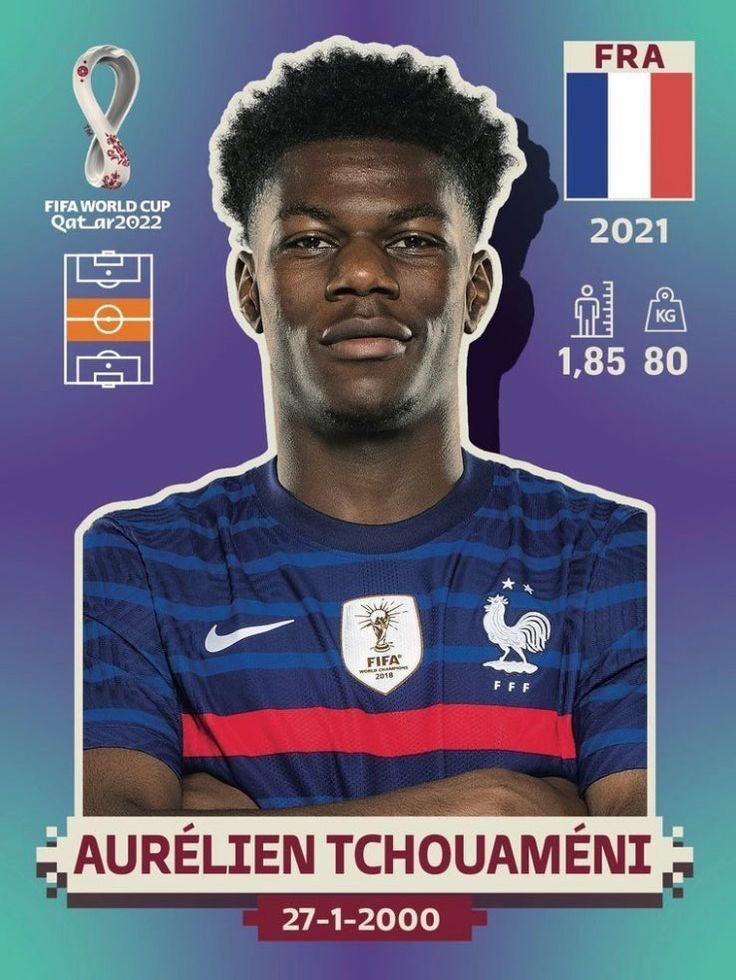 FIFA WORLD CUP
Qatar2022
TM
FRA
2021
KG
1,85 80
FIFA
WORLD CHAMPIONS
2018
FFF
AURÉLIEN TCHOUAMÉNI
27-1-2000